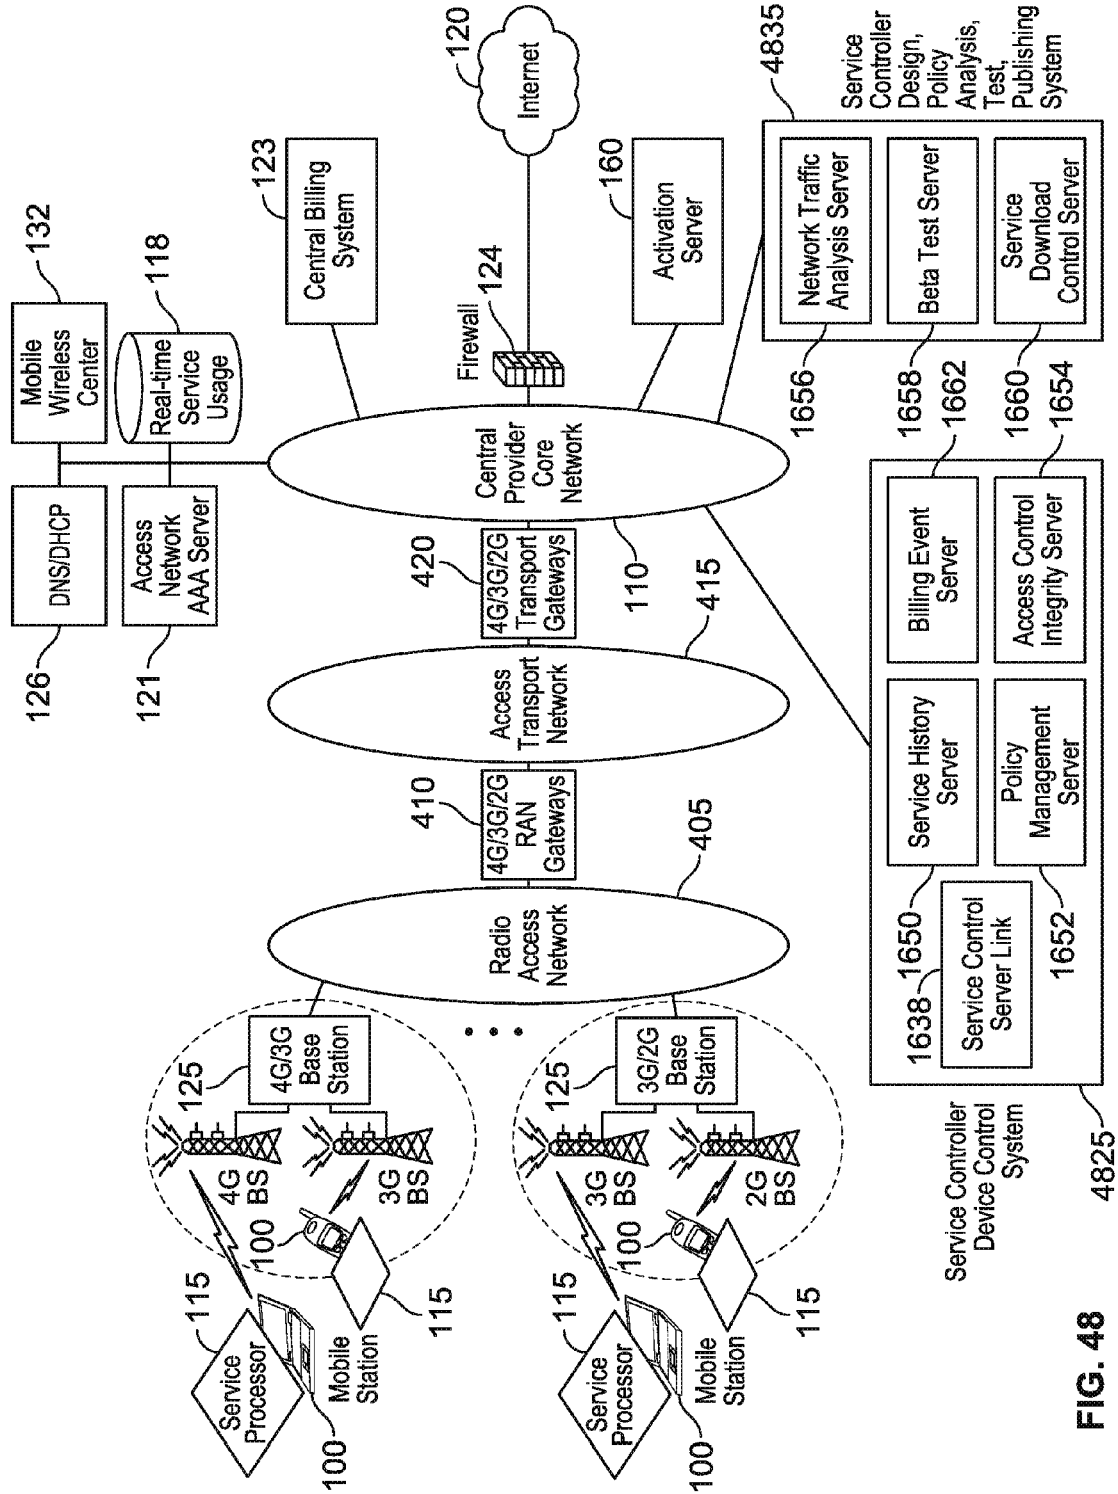 Service
Processor
115
100
Mobile
Station
115
100
4G
BS
3G
BS
125
4G/3G
Base
Station
Service
Processor
115
100
Mobile
Station
115
100
3G
BS
2G
BS
125
3G/2G
Base
Station
Radio
Access
Network
405
410
4G/3G/2G
RAN
Gateways
Access
Transport
Network
415
420
4G/3G/2G
Transport
Gateways
Central
Provider
Core
Network
110
126
DNS/DHCP
121
Access
Network
AAA Server
Mobile
Wireless
Center
132
Real-time
Service
Usage
118
Central Billing
System
123
Firewall
124
Internet
120
Activation
Server
160
4835
Service
Controller
Design,
Policy
Analysis,
Test,
Publishing
System
Network Traffic
Analysis Server
1656
Beta Test Server
1658
Service
Download
Control Server
1660
Service Controller
Device Control
System
4825
1638
Service Control
Server Link
1650
Service History
Server
1652
Policy
Management
Server
Billing Event
Server
1662
Access Control
Integrity Server
1654
FIG. 48